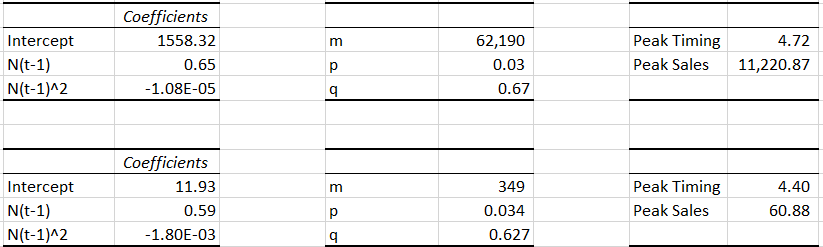 Coefficients
Intercept 1558.32 m 62,190 Peak Timing 4.72
N(t-1) 0.65 p 0.03 Peak Sales 11,220.87
N(t-1)^2 -1.08E-05 q 0.67
Coefficients
Intercept 11.93 m 349 Peak Timing 4.40
N(t-1) 0.59 p 0.034 Peak Sales 60.88
N(t-1)^2 -1.80E-03 q 0.627